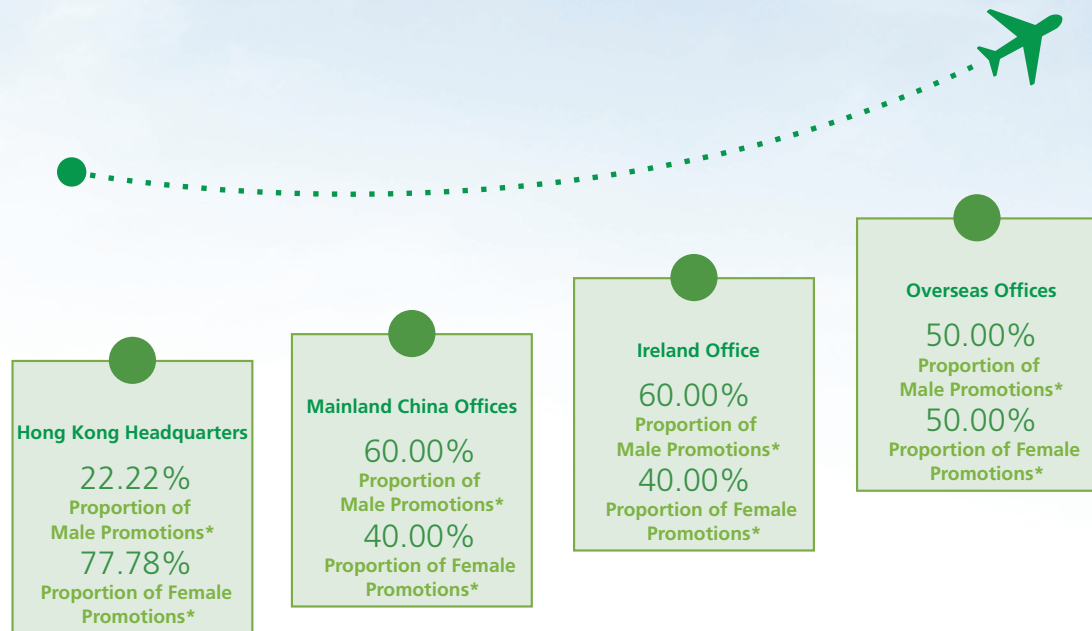 Hong Kong Headquarters
22.22%
Proportion of
Male Promotions*
77.78%
Proportion of Female
Promotions*
Mainland China Offices
60.00%
Proportion of
Male Promotions*
40.00%
Proportion of Female
Promotions*
Ireland Office
60.00%
Proportion of
Male Promotions*
40.00%
Proportion of Female
Promotions*
Overseas Offices
50.00%
Proportion of
Male Promotions*
50.00%
Proportion of Female
Promotions*